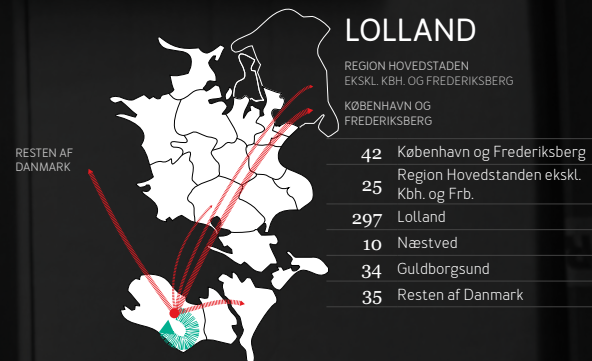 LOLLAND
REGION HOVEDSTADEN
EKSKL. KBH. OG FREDERIKSBERG
KØBENHAVN OG
FREDERIKSBERG
RESTEN AF
DANMARK
42 København og Frederiksberg
25 Region Hovedstanden ekskl.
Kbh. og Frb.
297 Lolland
10 Næstved
34 Guldborgsund
35 Resten af Danmark